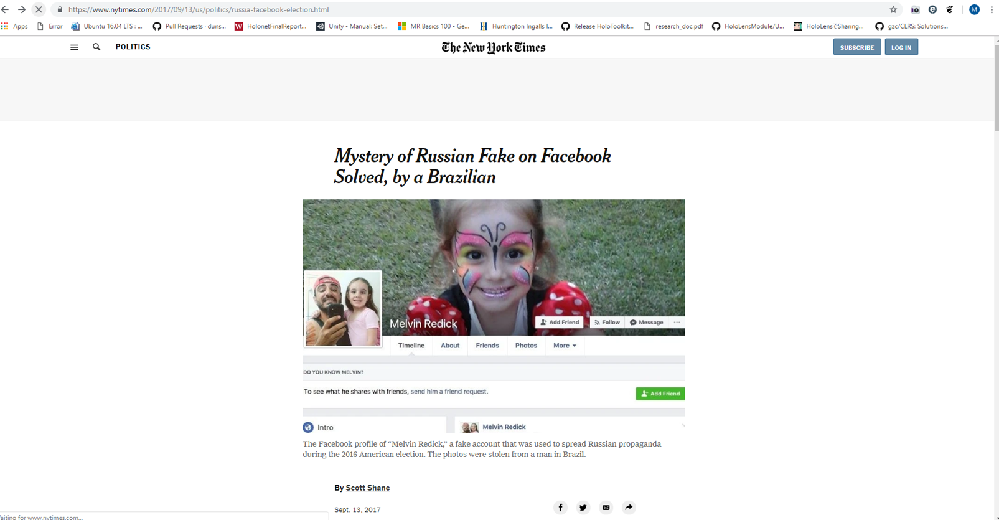 https://www.nytimes.com/2017/09/13/us/politics/russia-facebook-election.html
M
Apps Error Ubuntu 16.04 LTS : ... Pull Requests · duns... HolonetFinalReport... Unity - Manual: Set... MR Basics 100 - Ge... Huntington Ingalls I... Release HoloToolkit... research_doc.pdf HoloLensModule/U... HoloLensでSharing... gzc/CLRS: Solutions...
POLITICS The New York Times SUBSCRIBE LOG IN
Mystery of Russian Fake on Facebook
Solved, by a Brazilian
Melvin Redick Add Friend Follow Message ...
Timeline About Friends Photos More
DO YOU KNOW MELVIN?
To see what he shares with friends, send him a friend request. Add Friend
Intro Melvin Redick
The Facebook profile of “Melvin Redick,” a fake account that was used to spread Russian propaganda
during the 2016 American election. The photos were stolen from a man in Brazil.
By Scott Shane
Sept. 13, 2017
aiting for www.nytimes.com...